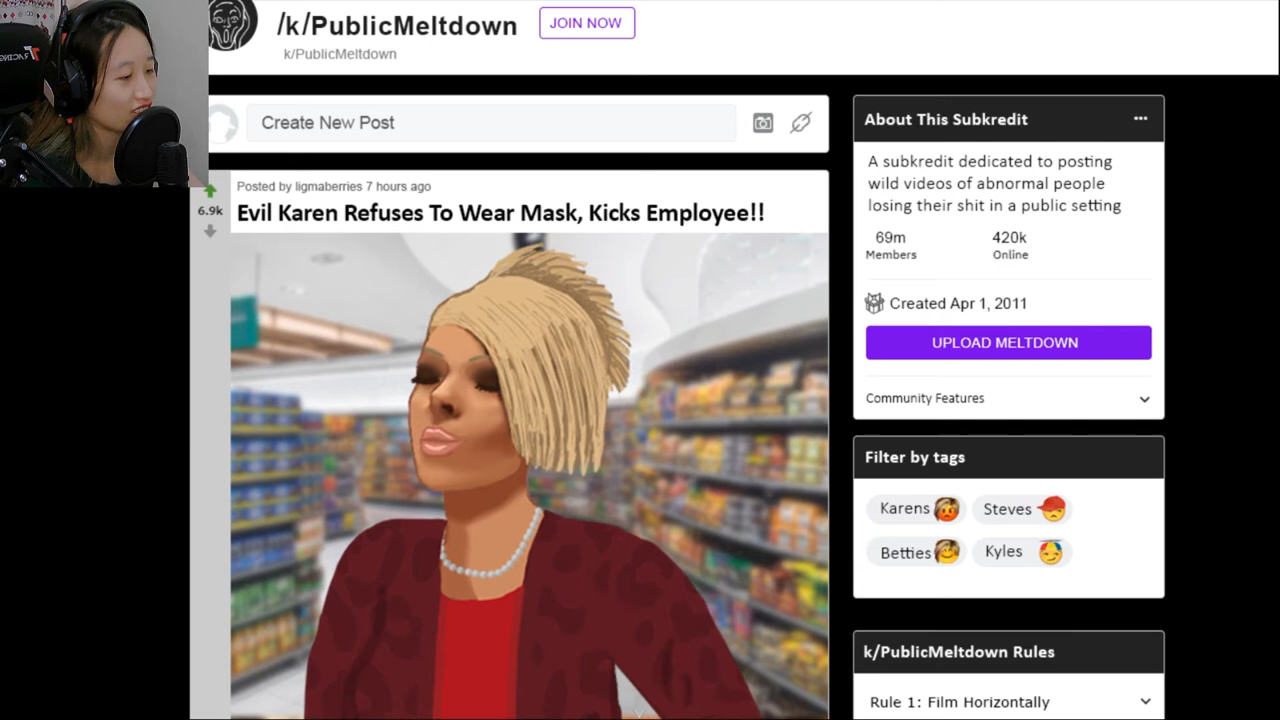 /k/PublicMeltdown
JOIN NOW
k/PublicMeltdown
Create New Post
Posted by ligmaberries 7 hours ago
6.9k
Evil Karen Refuses To Wear Mask, Kicks Employee!!
About This Subkredit
A subkredit dedicated to posting
wild videos of abnormal people
losing their shit in a public setting
69m
420k
Members
Online
Created Apr 1, 2011
UPLOAD MELTDOWN
Community Features
Filter by tags
Karens
Steves
Betties
Kyles
k/PublicMeltdown Rules
Rule 1: Film Horizontally